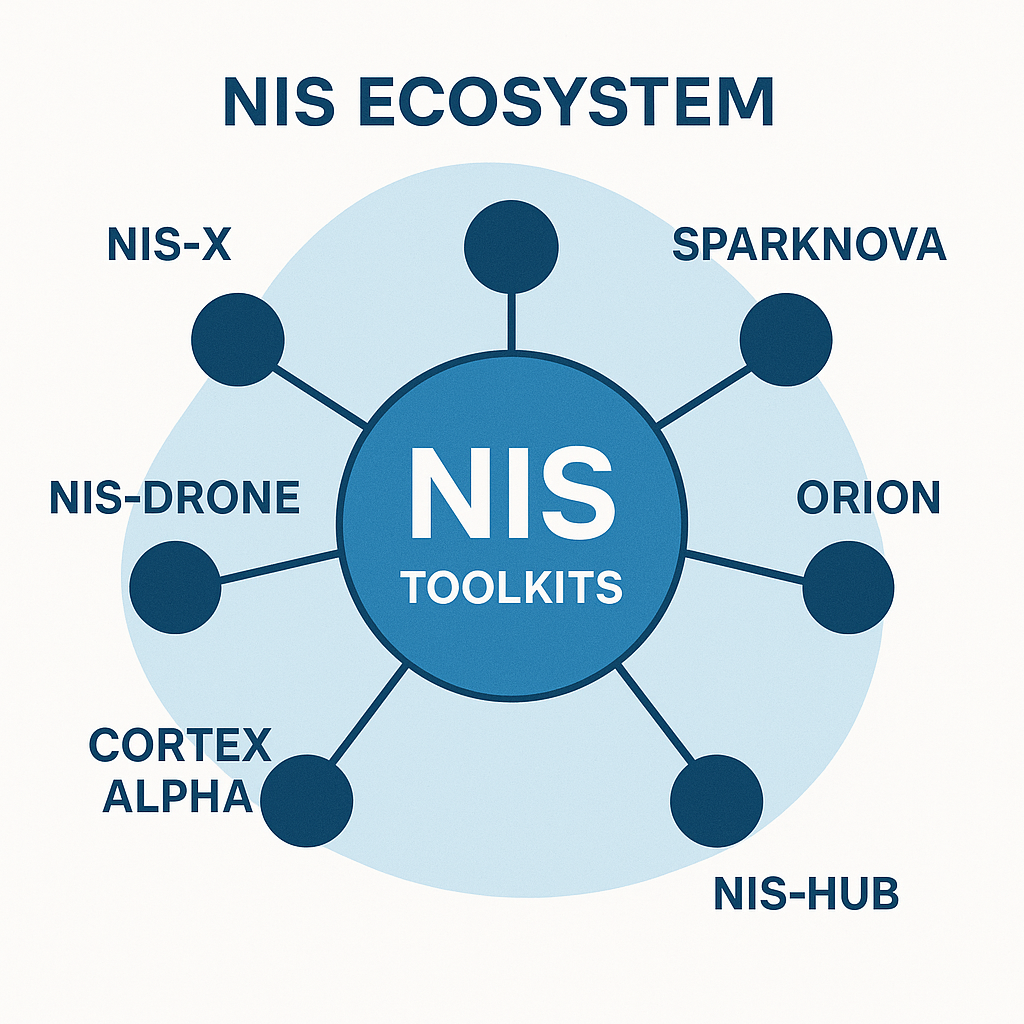 NIS ECOSYSTEM
NIS-X
SPARKNOVA
NIS-DRONE
ORION
NIS
TOOLKITS
CORTEX
ALPHA
NIS-HUB